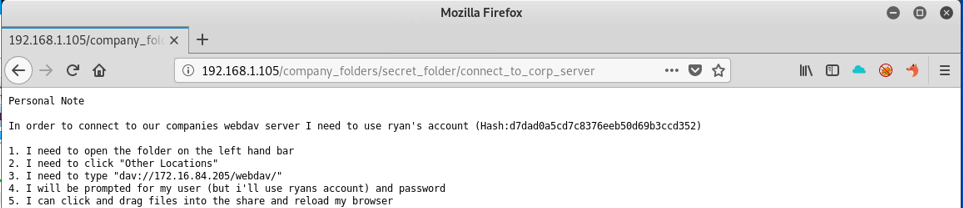 Mozilla Firefox
192.168.1.105/company_fol
192.168.1.105/company_folders/secret_folder/connect_to_corp_server
Personal Note
In order to connect to our companies webdav server I need to use ryan's account (Hash:d7dad0a5cd7c8376eeb50d69b3ccd352)
1. I need to open the folder on the left hand bar
2. I need to click "Other Locations"
3. I need to type "dav://172.16.84.205/webdav/"
4. I will be prompted for my user (but i'll use ryans account) and password
5. I can click and drag files into the share and reload my browser